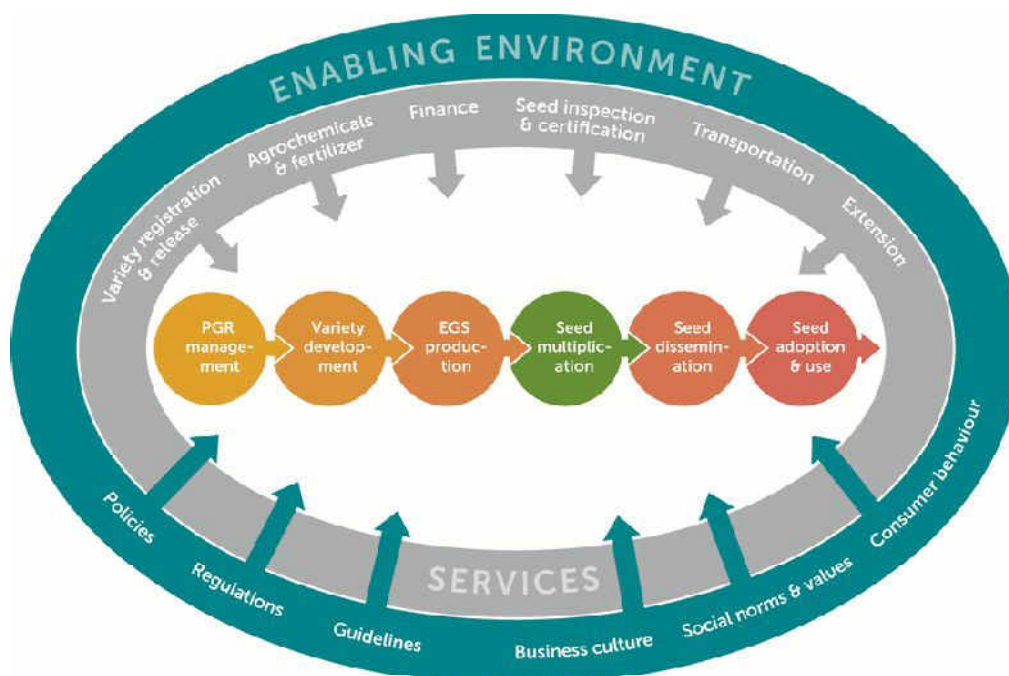 ENABLING ENVIRONMENT
Variety registration
& release
Agrochemicals
& fertilizer
Finance
Seed inspection
& certification
Transportation
Extension
PGR
manage-
ment
Variety
develop-
ment
EGS
produc-
tion
Seed
multiplic-
ation
Seed
dissemin-
ation
Seed
adoption
& use
Policies
Regulations
Guidelines
SERVICES
Business culture
Social norms & values
Consumer behaviour